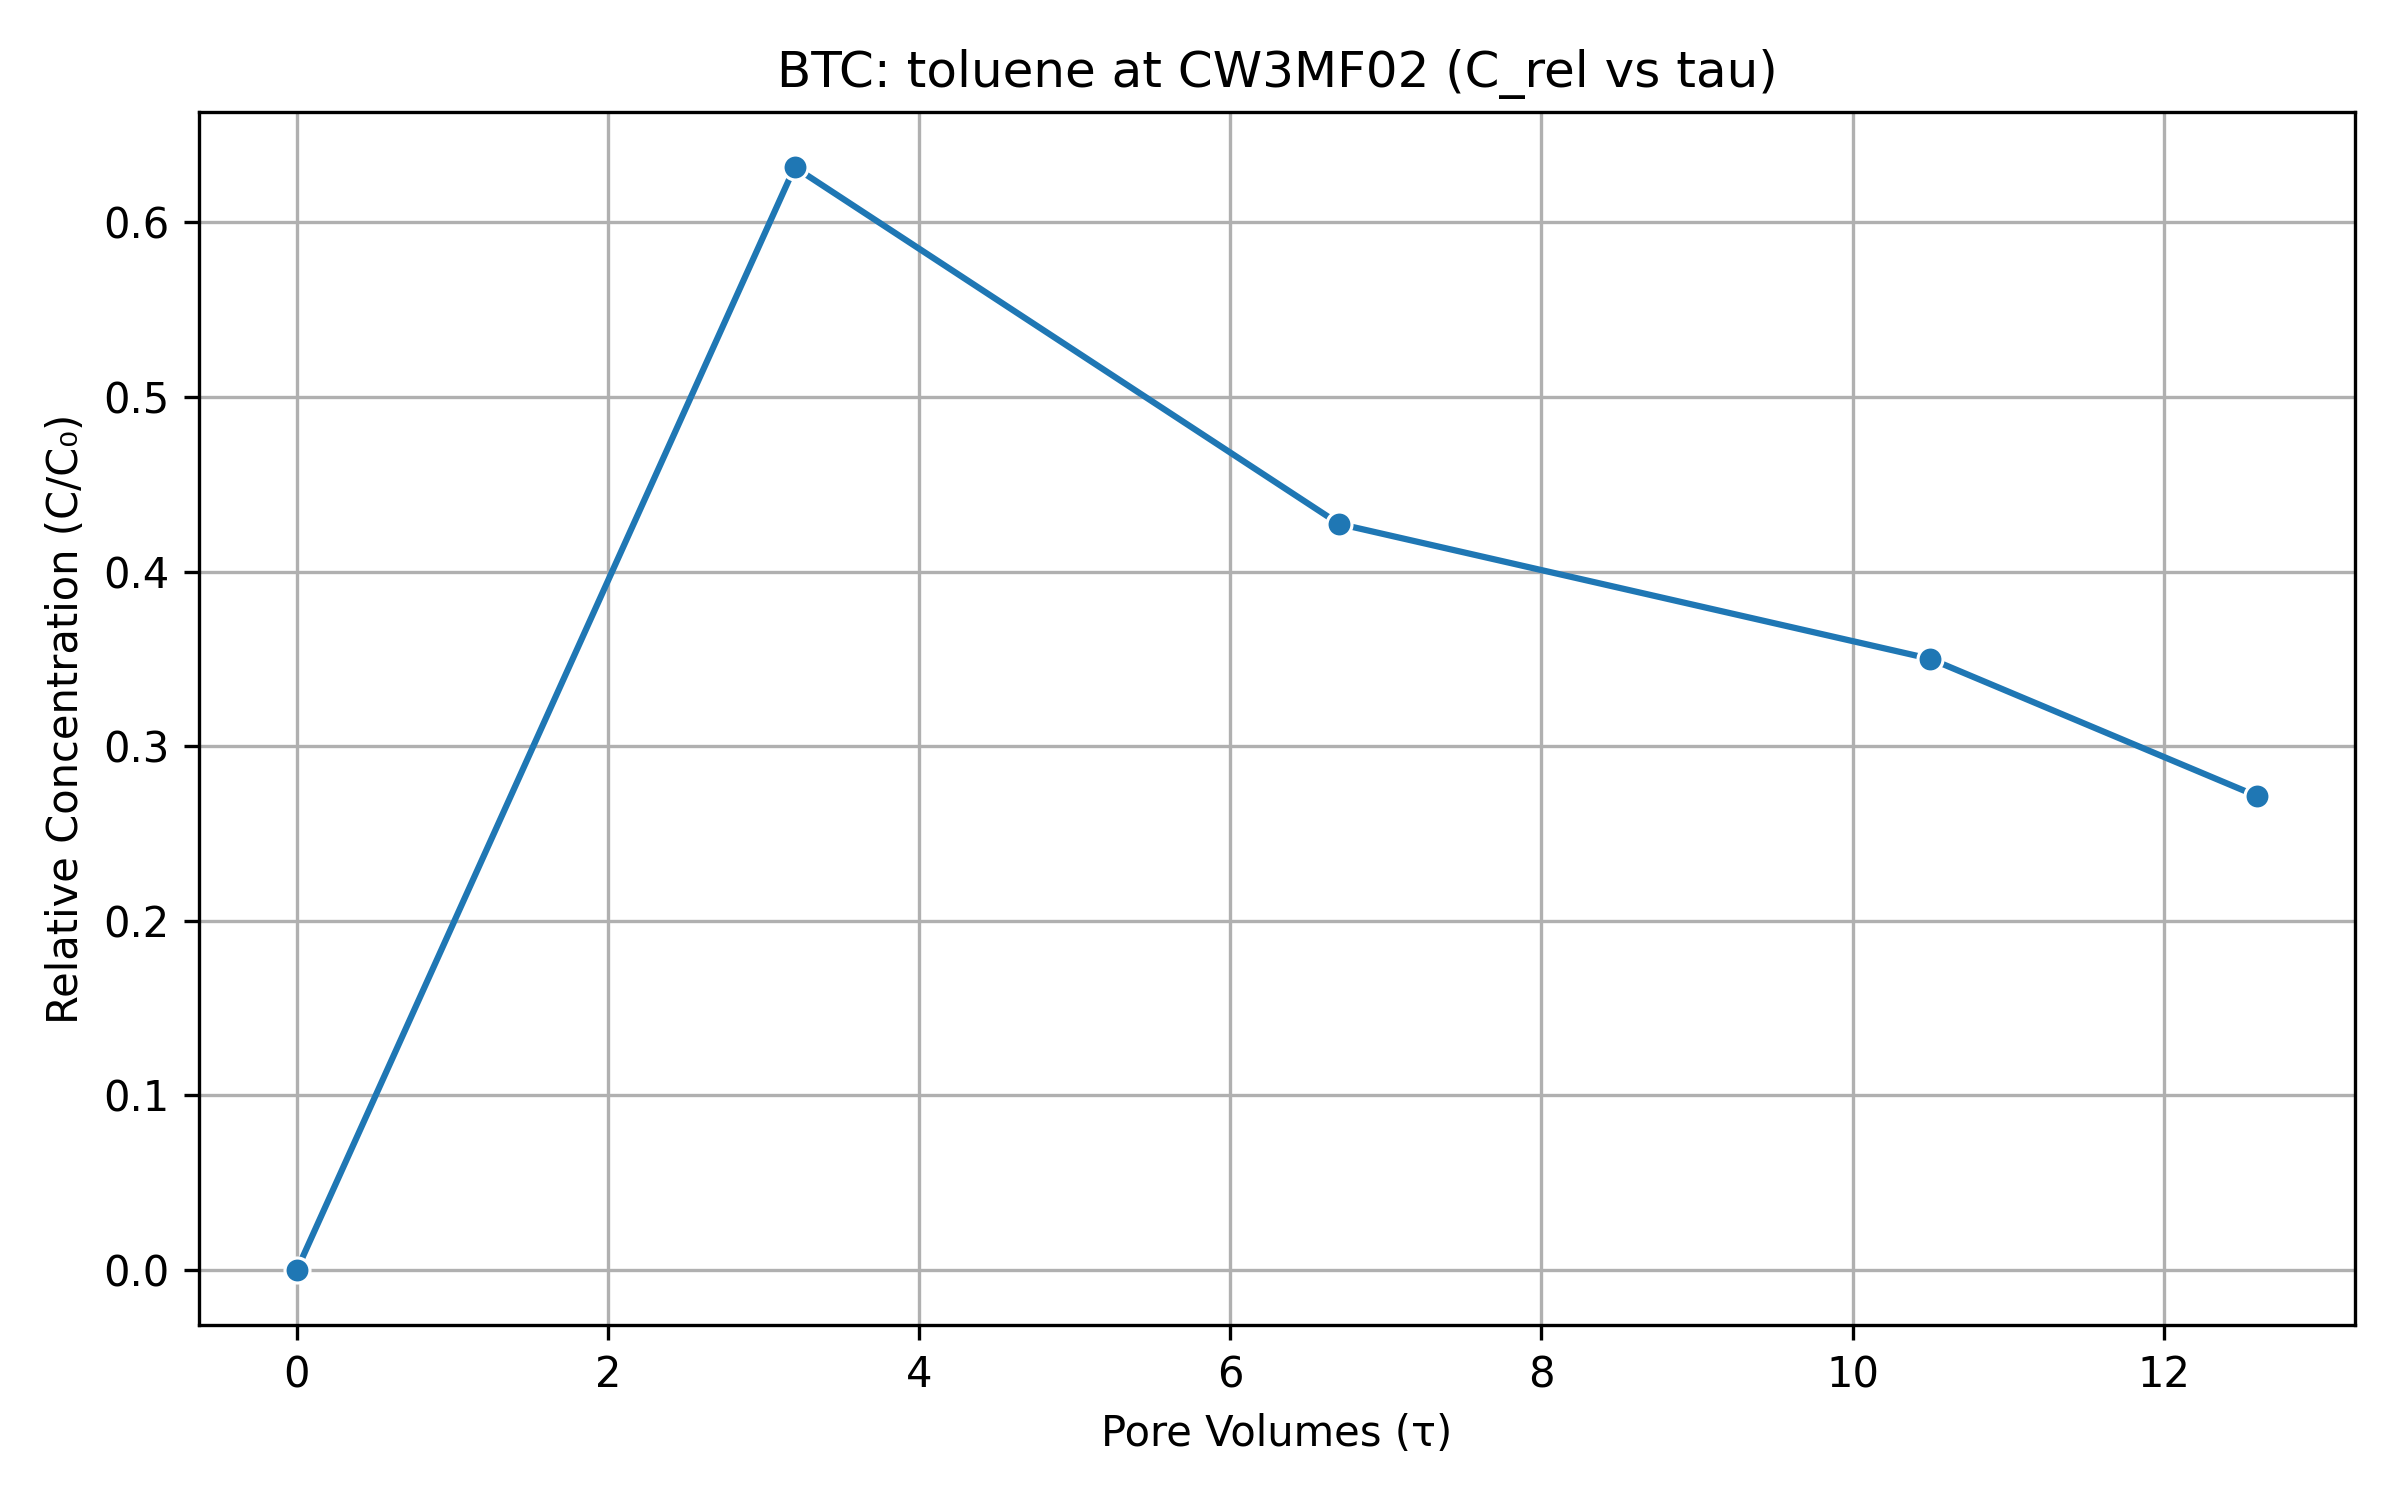 BTC: toluene at CW3MF02 (C_rel vs tau)
Relative Concentration (C/C₀)
0.6
0.5
0.4
0.3
0.2
0.1
0.0
0 2 4 6 8 10 12
Pore Volumes (τ)